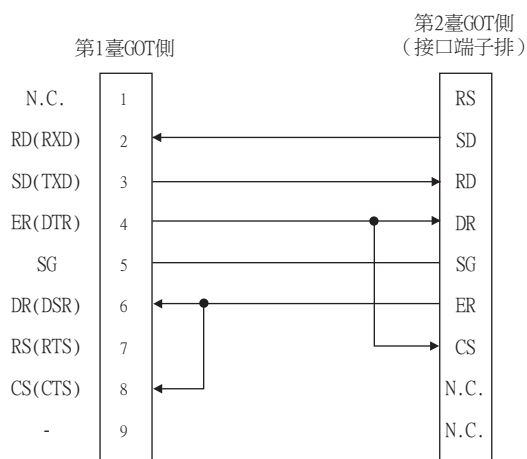 第1臺GOT側
第2臺GOT側
(接口端子排)
N.C. 1 RS
RD(RXD) 2 SD
SD(TXD) 3 RD
ER(DTR) 4 DR
SG 5 SG
DR(DSR) 6 ER
RS(RTS) 7 CS
CS(CTS) 8 N.C.
- 9 N.C.